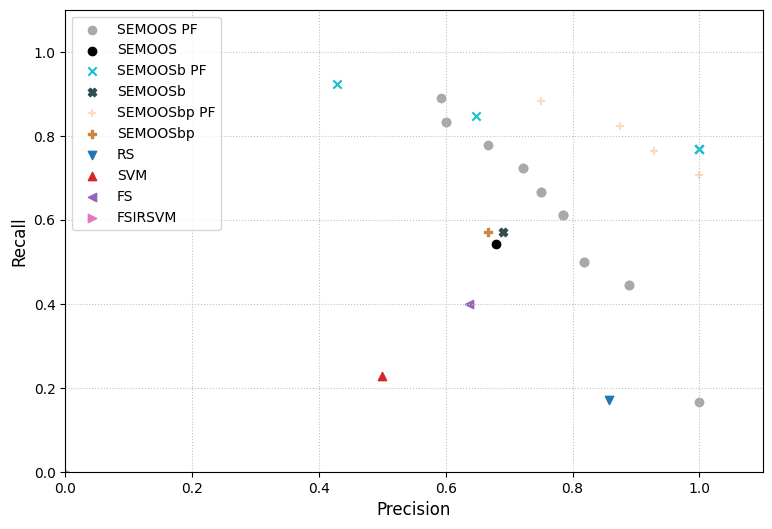 SEMOOS PF
SEMOOS
SEMOOSb PF
SEMOOSb
SEMOOSbp PF
SEMOOSbp
RS
SVM
FS
FSIRSVM
1.0
0.8
0.6
0.4
0.2
0.0
Recall
0.0 0.2 0.4 0.6 0.8 1.0
Precision